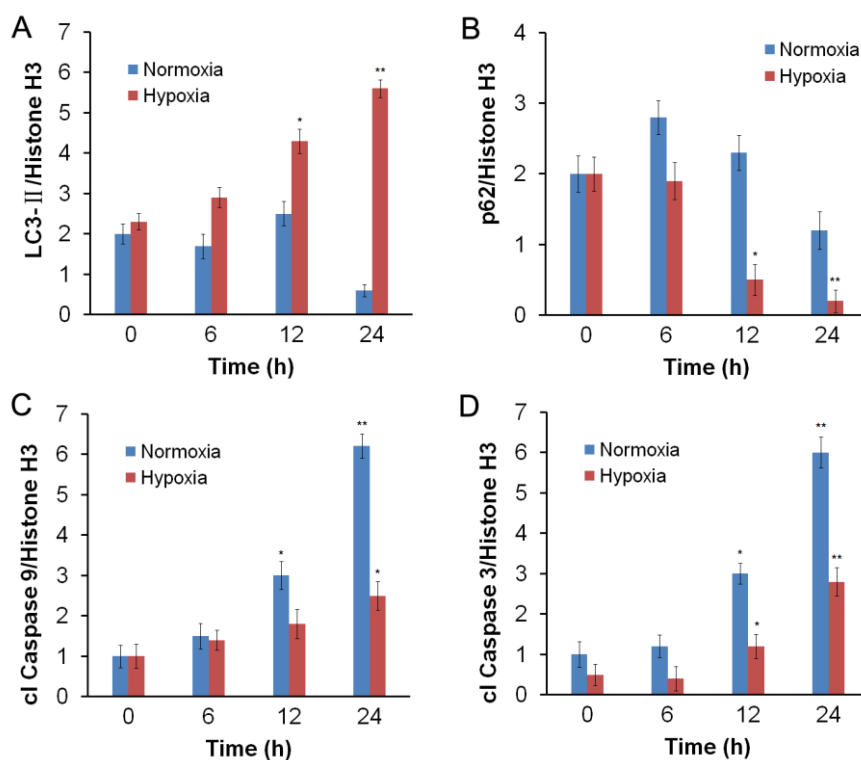 A
LC3-Ⅱ/Histone H3
7
6
5
4
3
2
1
0
Normoxia
Hypoxia
*
**
0 6 12 24
Time (h)
B
p62/Histone H3
4
3
2
1
0
Normoxia
Hypoxia
*
**
0 6 12 24
Time (h)
C
cl Caspase 9/Histone H3
7
6
5
4
3
2
1
0
Normoxia
Hypoxia
*
**
*
0 6 12 24
Time (h)
D
cl Caspase 3/Histone H3
7
6
5
4
3
2
1
0
Normoxia
Hypoxia
*
*
**
**
0 6 12 24
Time (h)